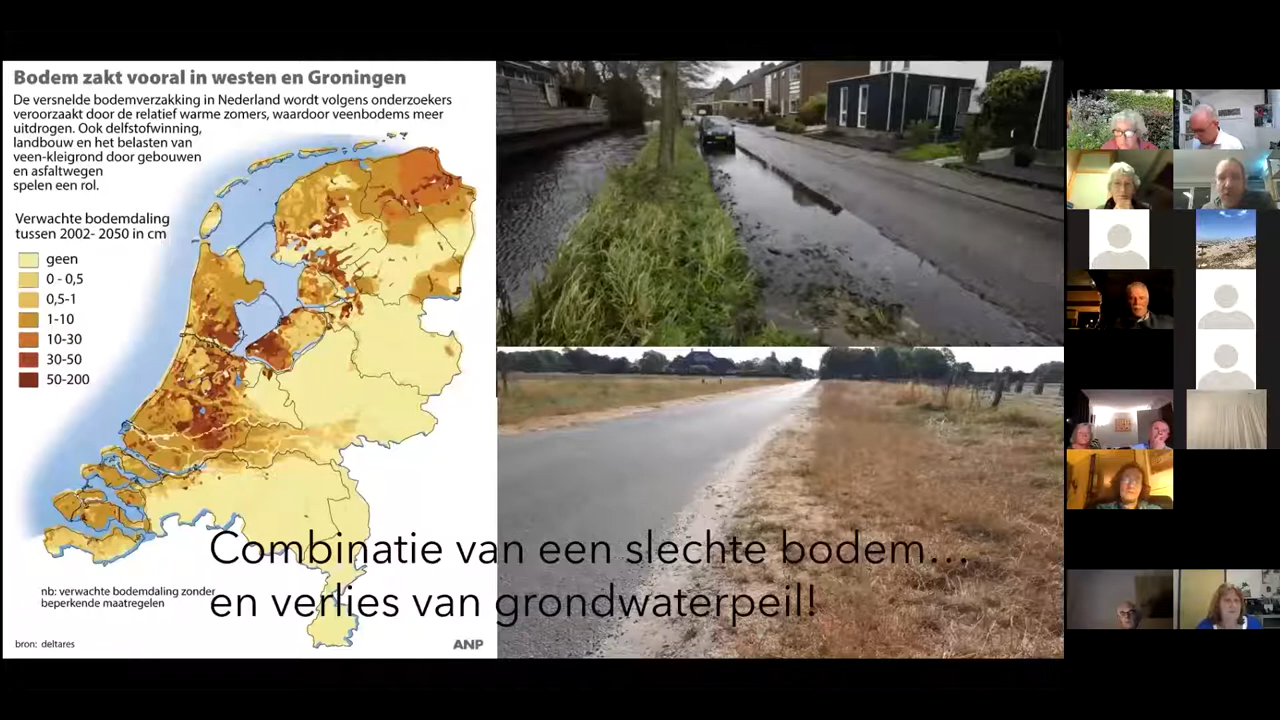 Bodem zakt vooral in westen en Groningen
De versnelde bodemverzakking in Nederland wordt volgens onderzoekers
veroorzaakt door de relatief warme zomers, waardoor veenbodems meer
uitdrogen. Ook delfstofwinning,
landbouw en het belasten van
veen-kleigrond door gebouwen
en asfaltwegen
spelen een rol.
Verwachte bodemdaling
tussen 2002- 2050 in cm
geen
0 - 0,5
0,5-1
1-10
10-30
30-50
50-200
Combinatie van een slechte bodem...
en verlies van grondwaterpeil!
nb: verwachte bodemdaling zonder
beperkende maatregelen
bron: deltares
ANP